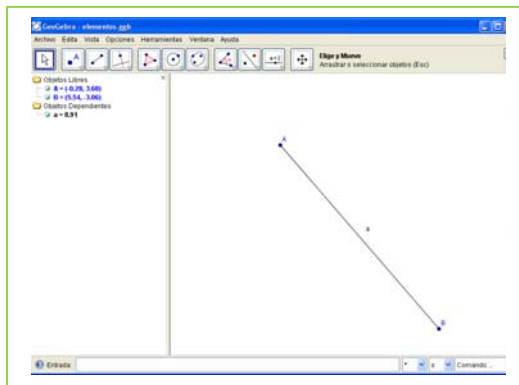 GeoGebra - elementos.ggb
Archivo Edita Vista Opciones Herramientas Ventana Ayuda
Elige y Mueve
Arrastrar o seleccionar objetos (Esc)
Objetos Libres
A = (-0.28, 3.68)
B = (5.54, -3.06)
Objetos Dependientes
a = 8.91
A
a
B
Entrada:
Comando ...